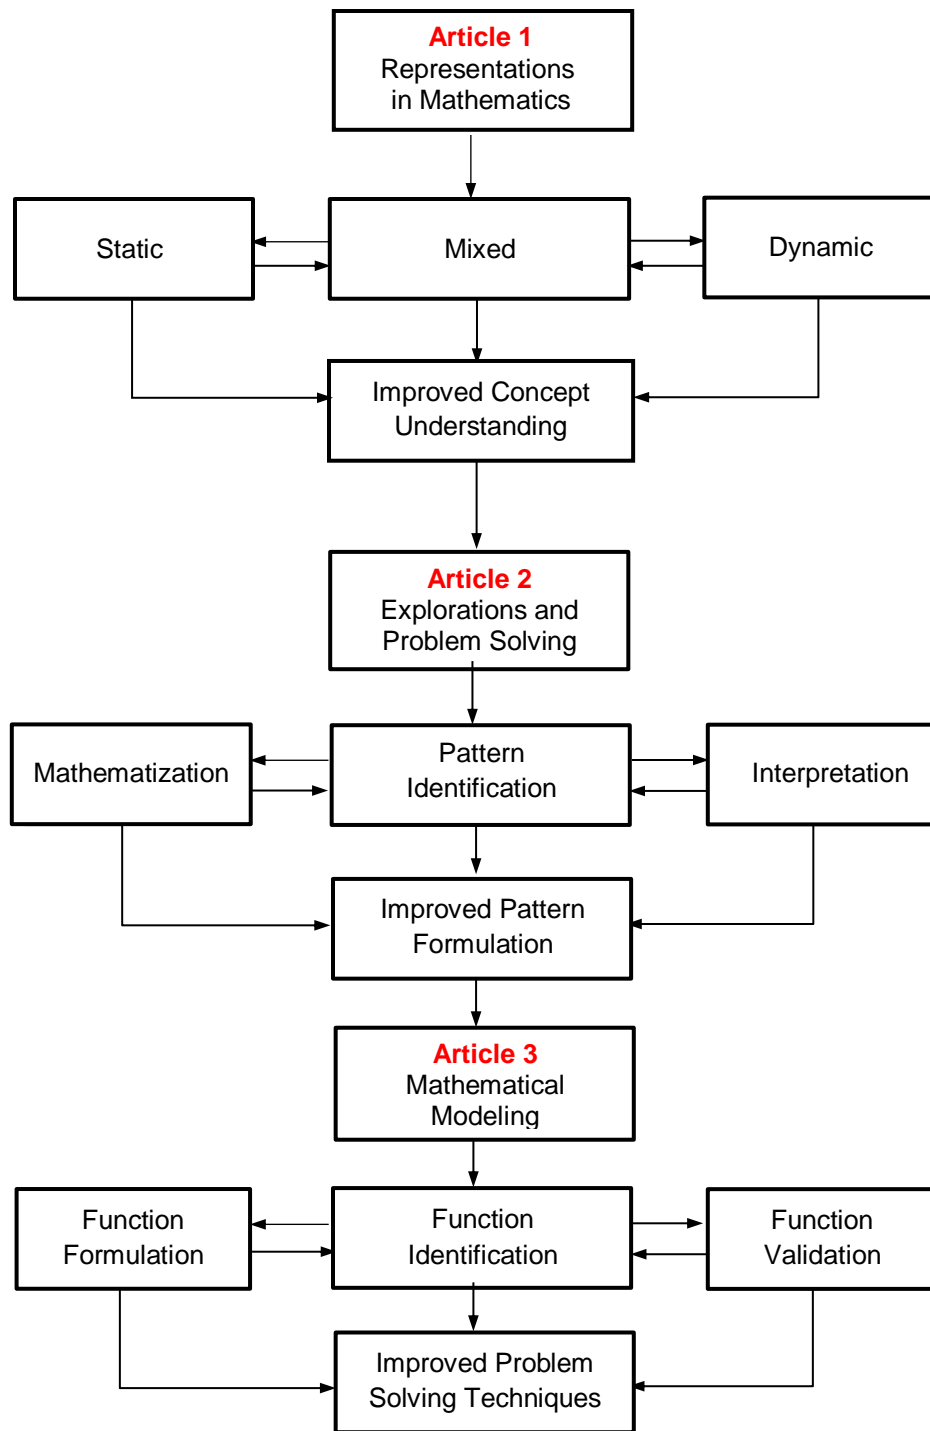 Article 1
Representations
in Mathematics
Static
Mixed
Dynamic
Improved Concept
Understanding
Article 2
Explorations and
Problem Solving
Mathematization
Pattern
Identification
Interpretation
Improved Pattern
Formulation
Article 3
Mathematical
Modeling
Function
Formulation
Function
Identification
Function
Validation
Improved Problem
Solving Techniques